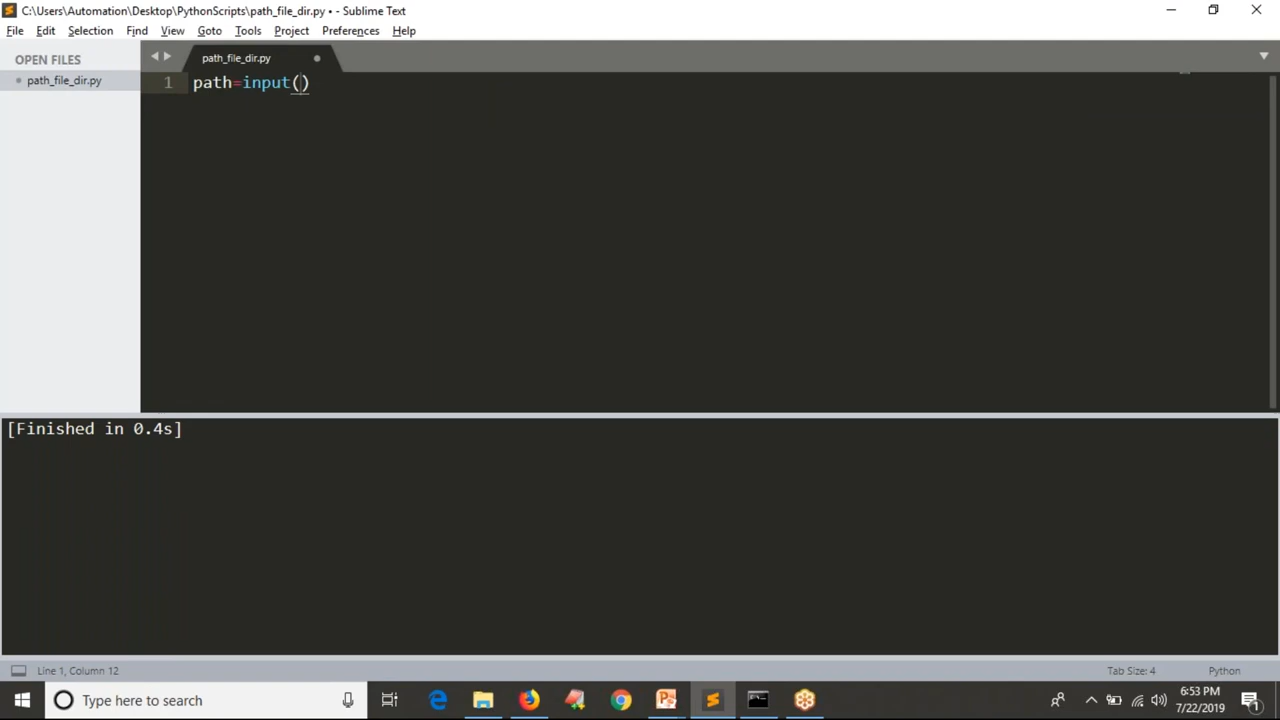 C:\Users\Automation\Desktop\PythonScripts\path_file_dir.py • - Sublime Text
File Edit Selection Find View Goto Tools Project Preferences Help
OPEN FILES
path_file_dir.py
path_file_dir.py
1 path=input()
[Finished in 0.4s]
Line 1, Column 12
Tab Size: 4
Python
Type here to search
6:53 PM
7/22/2019
1